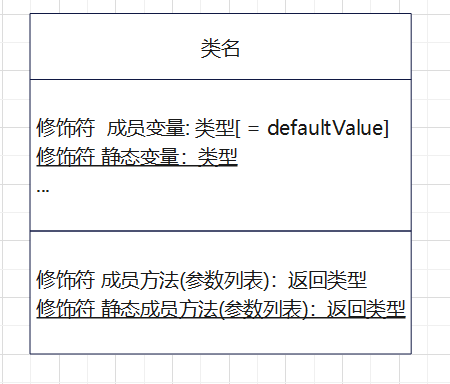 类名
修饰符  成员变量: 类型[ = defaultValue]
修饰符 静态变量：类型
...
修饰符 成员方法(参数列表)：返回类型
修饰符 静态成员方法(参数列表)：返回类型